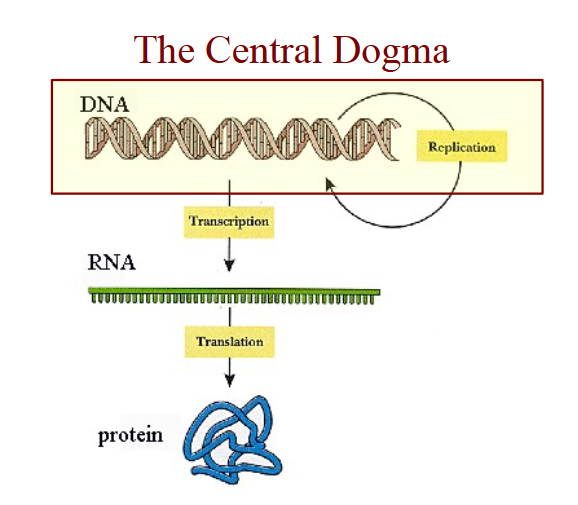 The Central Dogma
DNA
Replication
Transcription
RNA
Translation
protein